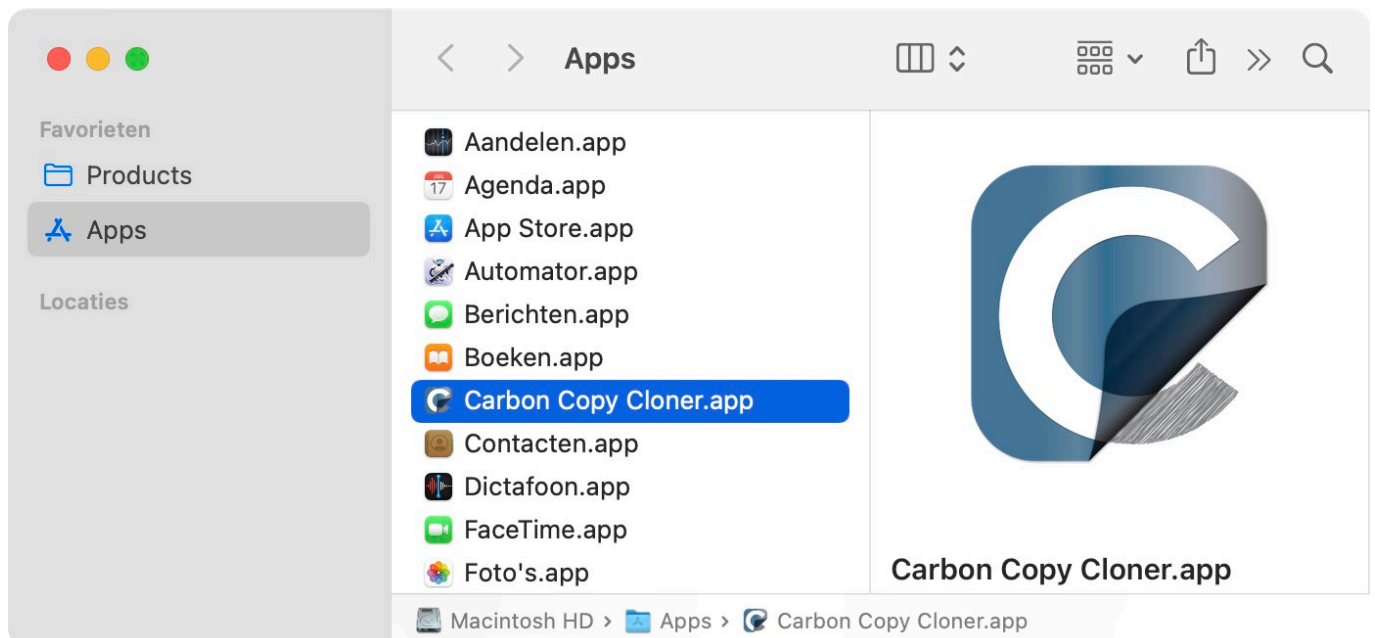 Apps
Favorieten
Products
Apps
Locaties
Aandelen.app
JUL
17
Agenda.app
App Store.app
Automator.app
Berichten.app
Boeken.app
Carbon Copy Cloner.app
Contacten.app
Dictafoon.app
FaceTime.app
Foto's.app
Carbon Copy Cloner.app
Macintosh HD › Apps › Carbon Copy Cloner.app